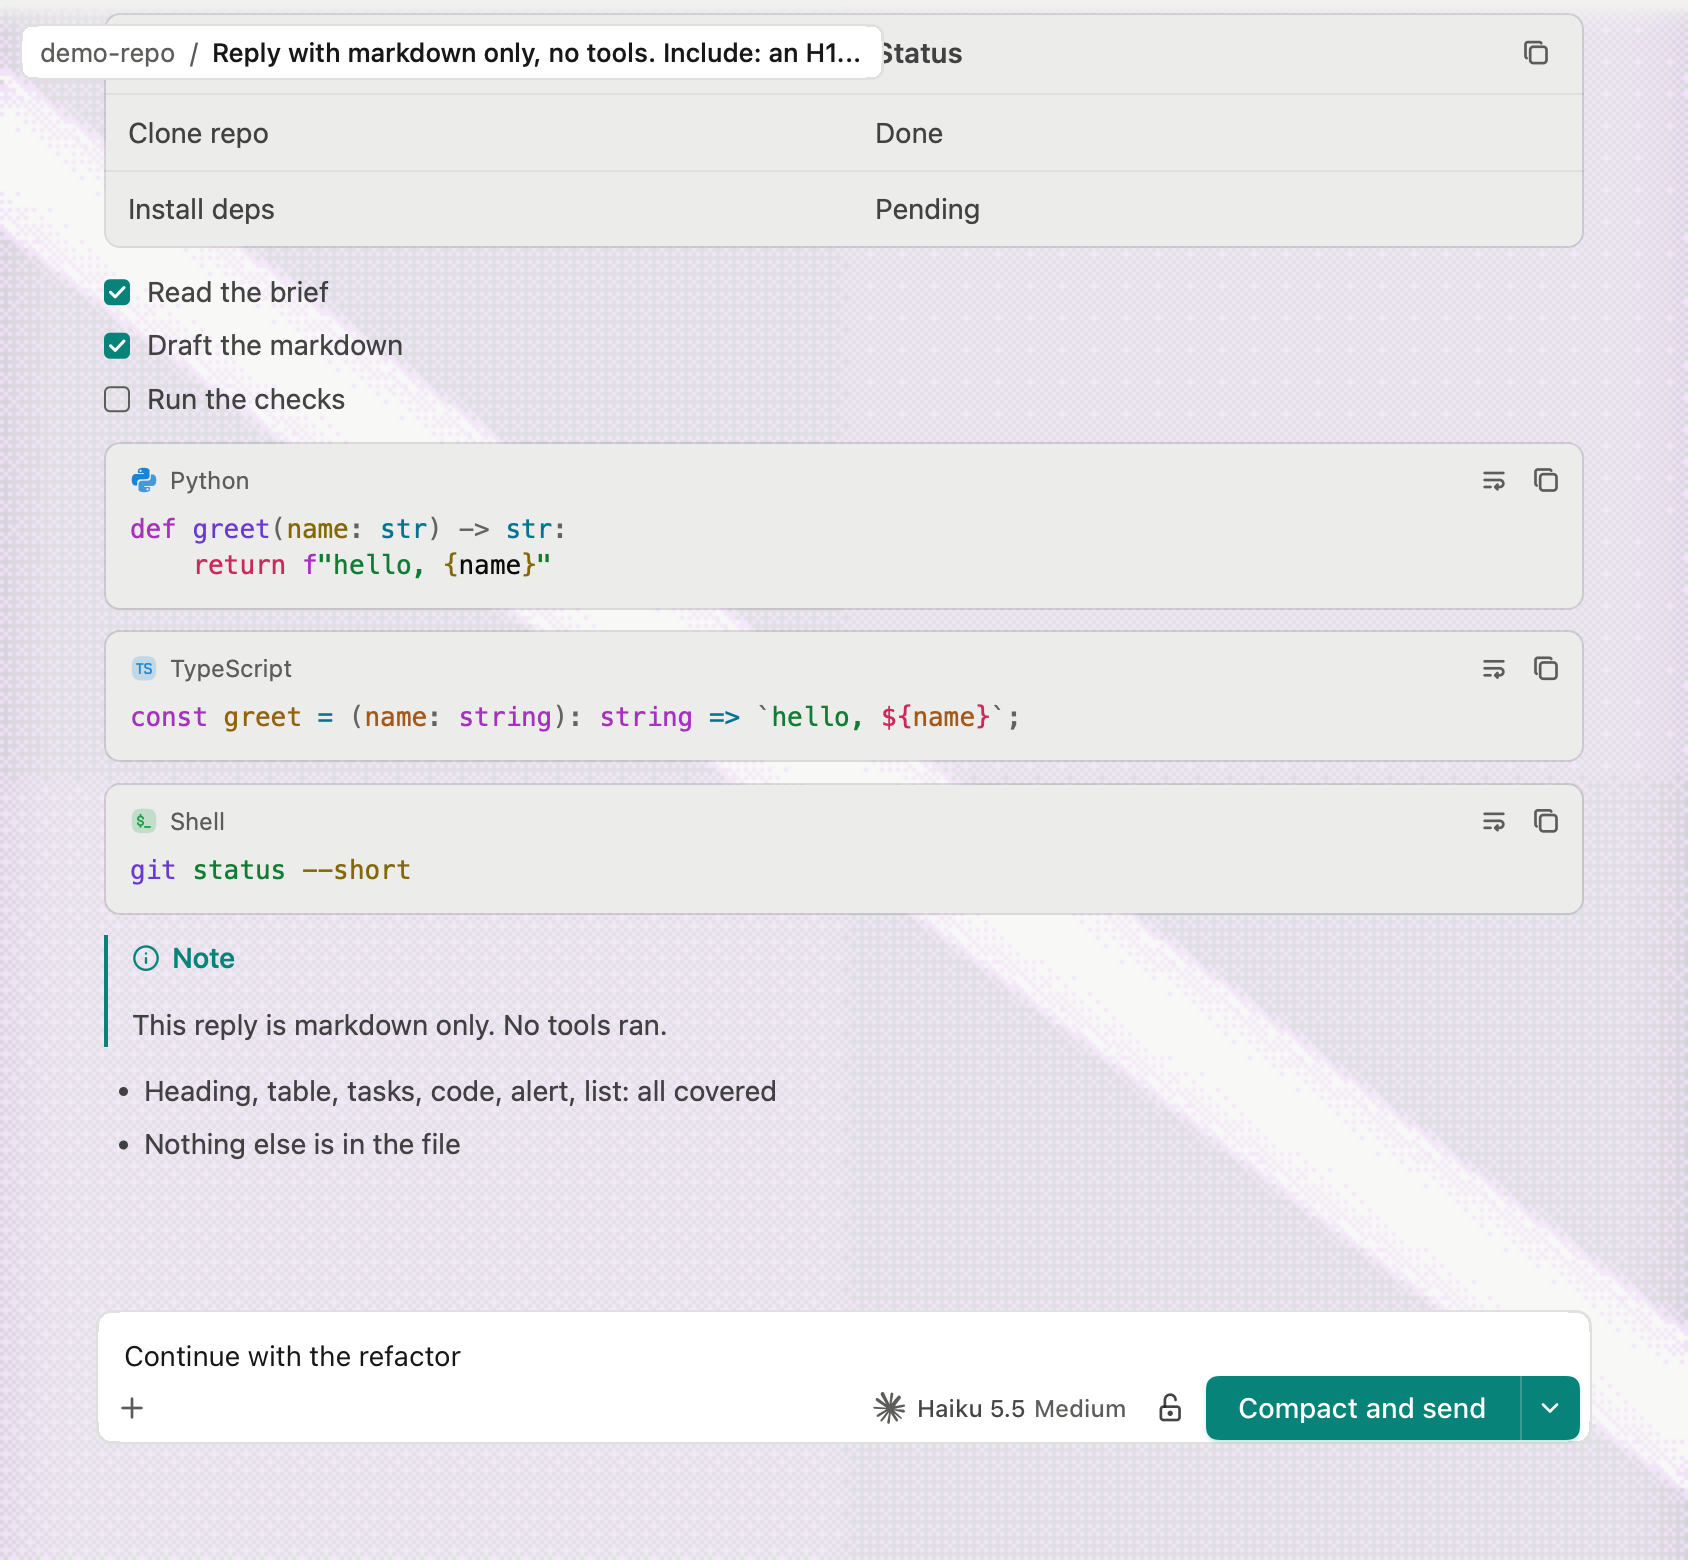 demo-repo / Reply with markdown only, no tools. Include: an H1...
Status
Clone repo Done
Install deps Pending
Read the brief
Draft the markdown
Run the checks
Python
def greet(name: str) -> str:
    return f"hello, {name}"
TS TypeScript
const greet = (name: string): string => `hello, ${name}`;
$_ Shell
git status --short
Note
This reply is markdown only. No tools ran.
• Heading, table, tasks, code, alert, list: all covered
• Nothing else is in the file
Continue with the refactor
Haiku 5.5 Medium Compact and send